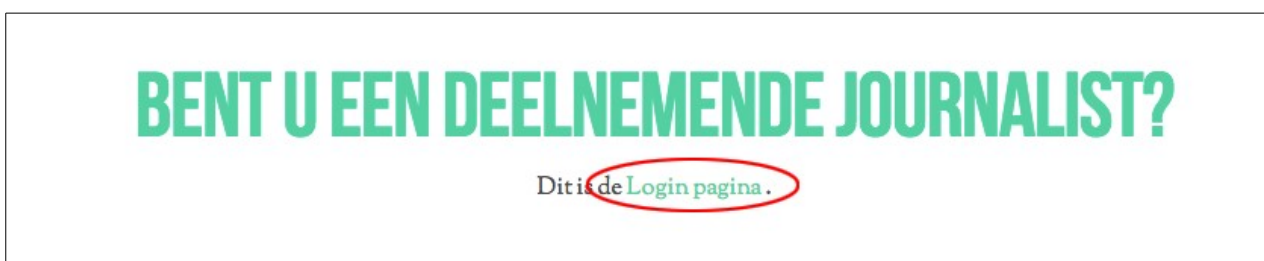 BENT U EEN DEELNEMENDE JOURNALIST?
Dit is de Login pagina .